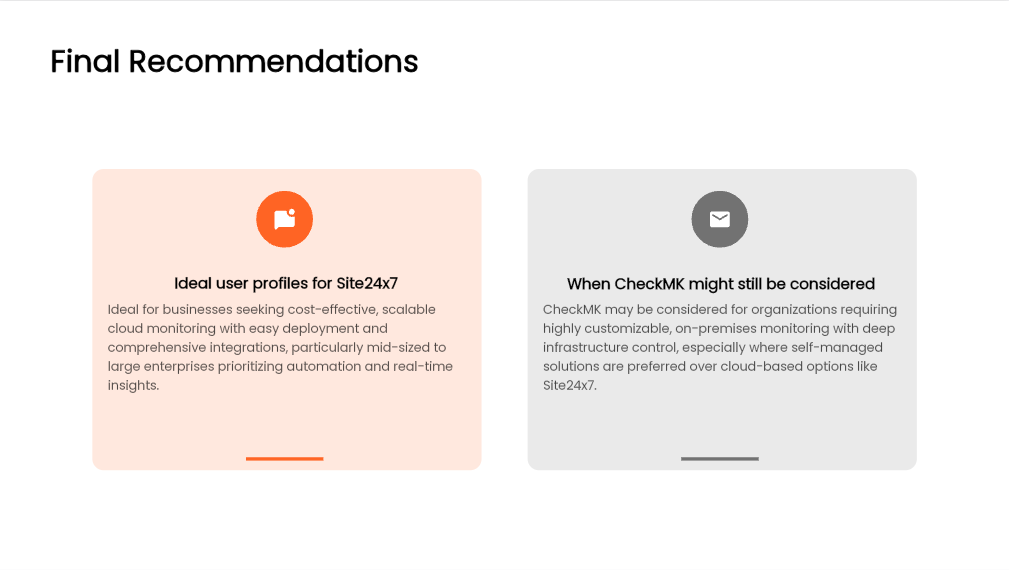 Final Recommendations
Ideal user profiles for Site24x7
Ideal for businesses seeking cost-effective, scalable
cloud monitoring with easy deployment and
comprehensive integrations, particularly mid-sized to
large enterprises prioritizing automation and real-time
insights.
When CheckMK might still be considered
CheckMK may be considered for organizations requiring
highly customizable, on-premises monitoring with deep
infrastructure control, especially where self-managed
solutions are preferred over cloud-based options like
Site24x7.